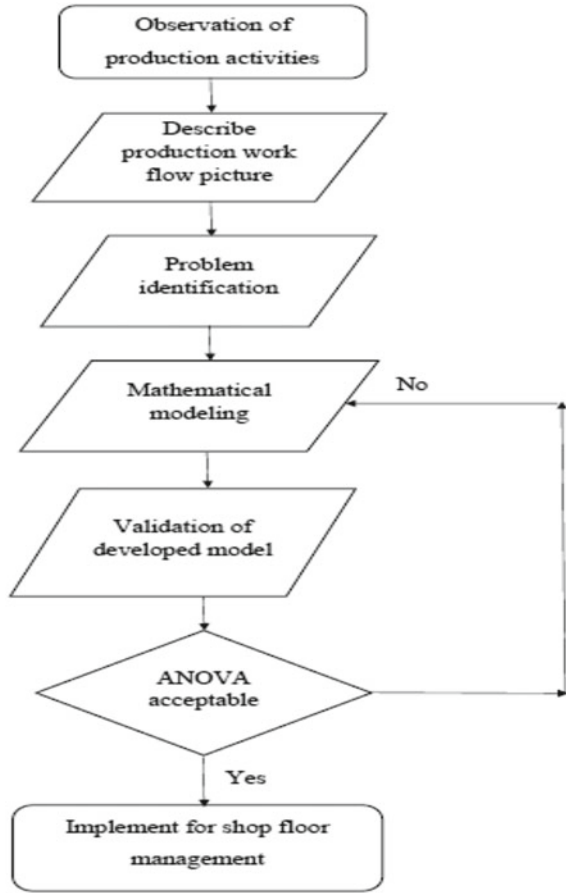 Observation of
production activities
Describe
production work
flow picture
Problem
identification
Mathematical
modeling
No
Validation of
developed model
ANOVA
acceptable
Yes
Implement for shop floor
management